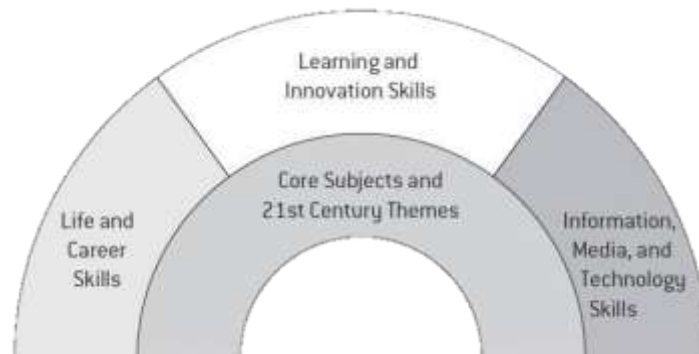 Learning and
Innovation Skills
Core Subjects and
21st Century Themes
Life and
Career
Skills
Information,
Media, and
Technology
Skills